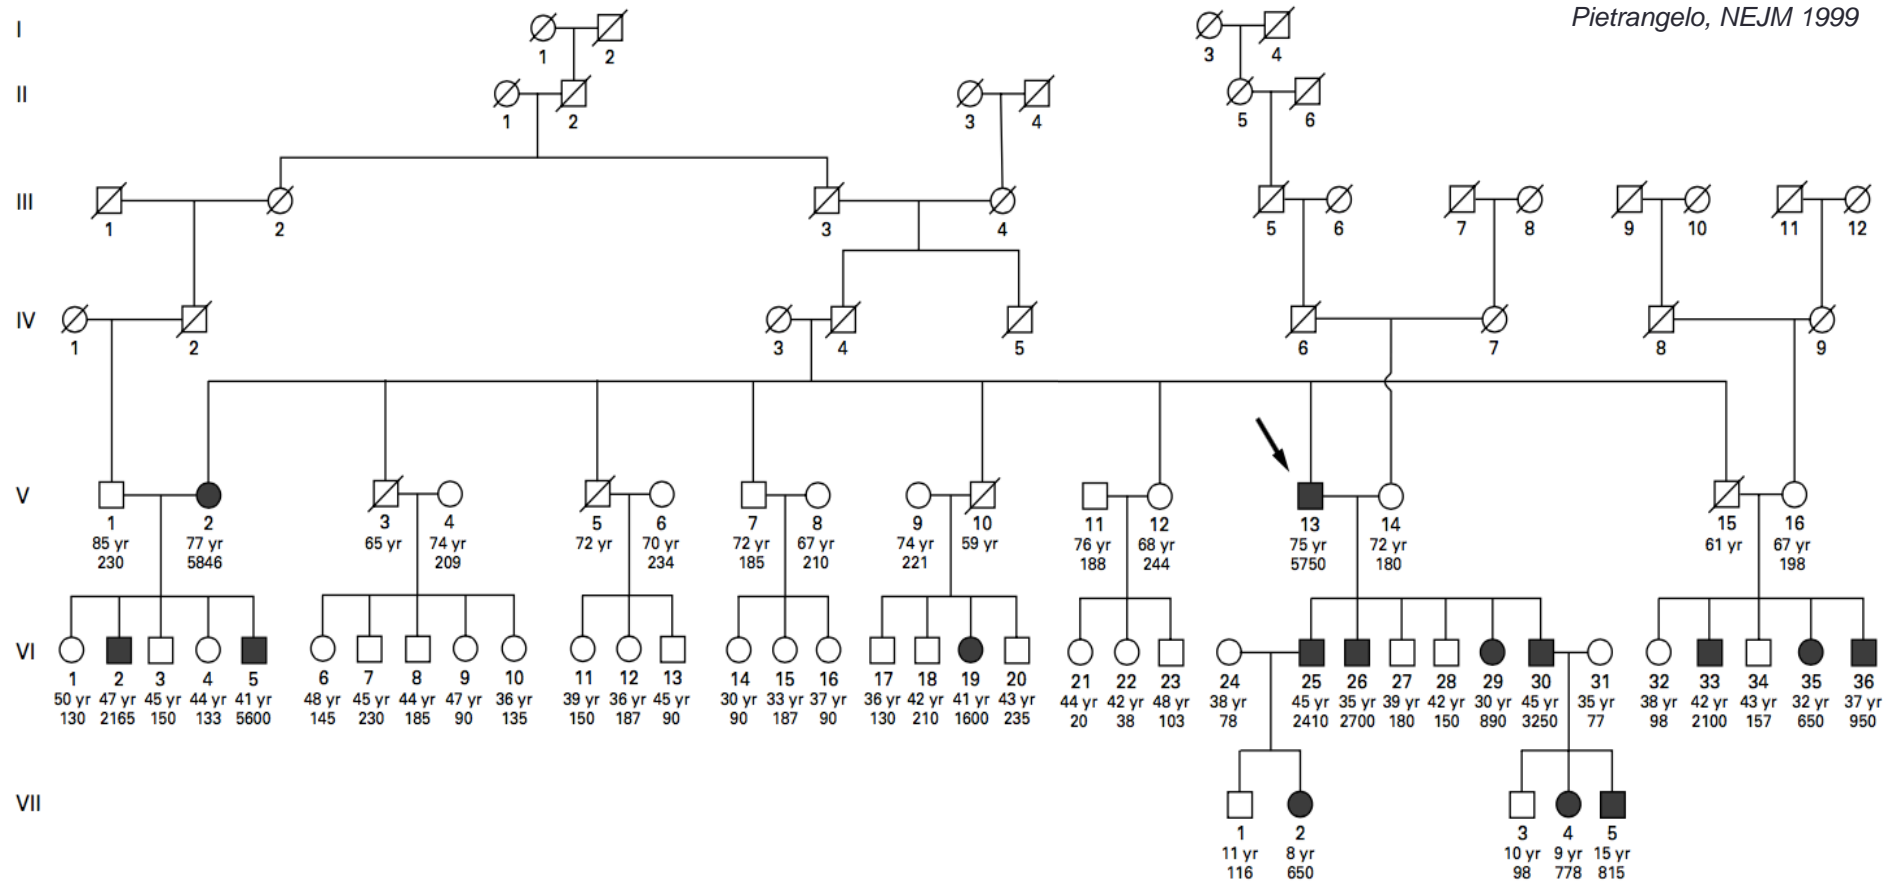 Pietrangelo, NEJM 1999
I
1 2 3 4
II
1 2 3 4 5 6
III
1 2 3 4 5 6 7 8 9 10 11 12
IV
1 2 3 4 5 6 7 8 9
V
1 2 3 4 5 6 7 8 9 10 11 12 13 14 15 16
85 yr 77 yr 65 yr 74 yr 72 yr 70 yr 72 yr 67 yr 74 yr 59 yr 76 yr 68 yr 75 yr 72 yr 61 yr 67 yr
230 5846 209 234 185 210 221 188 244 5750 180 198
VI
1 2 3 4 5 6 7 8 9 10 11 12 13 14 15 16 17 18 19 20 21 22 23 24 25 26 27 28 29 30 31 32 33 34 35 36
50 yr 47 yr 45 yr 44 yr 41 yr 48 yr 45 yr 44 yr 47 yr 36 yr 39 yr 36 yr 45 yr 30 yr 33 yr 37 yr 36 yr 42 yr 41 yr 43 yr 44 yr 42 yr 48 yr 38 yr 45 yr 35 yr 39 yr 42 yr 30 yr 45 yr 35 yr 38 yr 42 yr 43 yr 32 yr 37 yr
130 2165 150 133 5600 145 230 185 90 135 150 187 90 90 187 90 130 210 1600 235 20 38 103 78 2410 2700 180 150 890 3250 77 98 2100 157 650 950
VII
1 2 3 4 5
11 yr 8 yr 10 yr 9 yr 15 yr
116 650 98 778 815